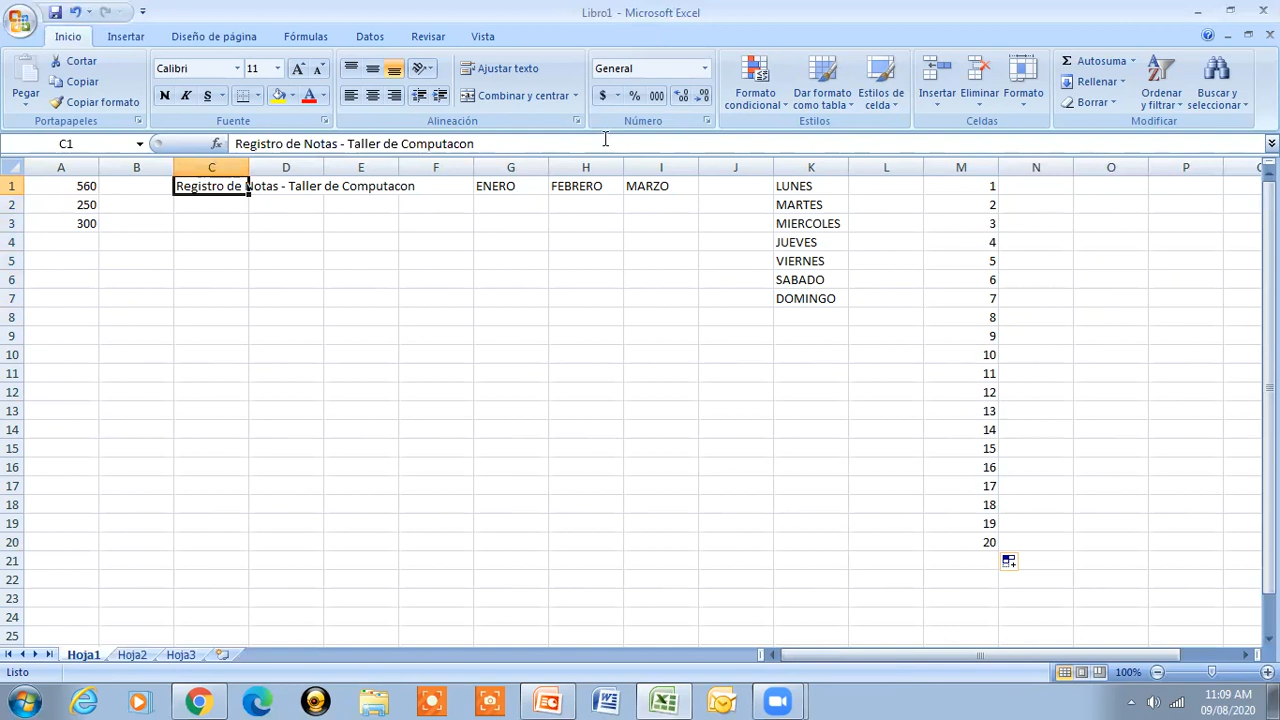 Libro1 - Microsoft Excel
Inicio Insertar Diseño de página Fórmulas Datos Revisar Vista
Pegar Cortar Copiar Copiar formato Portapapeles
Calibri 11 N K S A Fuente
Ajustar texto Combinar y centrar Alineación
General $ % 000 Número
Formato condicional Dar formato como tabla Estilos de celda Estilos
Insertar Eliminar Formato Celdas
Autosuma Rellenar Borrar Ordenar y filtrar Buscar y seleccionar Modificar
C1 fx Registro de Notas - Taller de Computacon
A B C D E F G H I J K L M N O P
1 560 Registro de Notas - Taller de Computacon ENERO FEBRERO MARZO LUNES 1
2 250 MARTES 2
3 300 MIERCOLES 3
4 JUEVES 4
5 VIERNES 5
6 SABADO 6
7 DOMINGO 7
8 8
9 9
10 10
11 11
12 12
13 13
14 14
15 15
16 16
17 17
18 18
19 19
20 20
21
22
23
24
25
Hoja1 Hoja2 Hoja3
Listo 100%
11:09 AM
09/08/2020